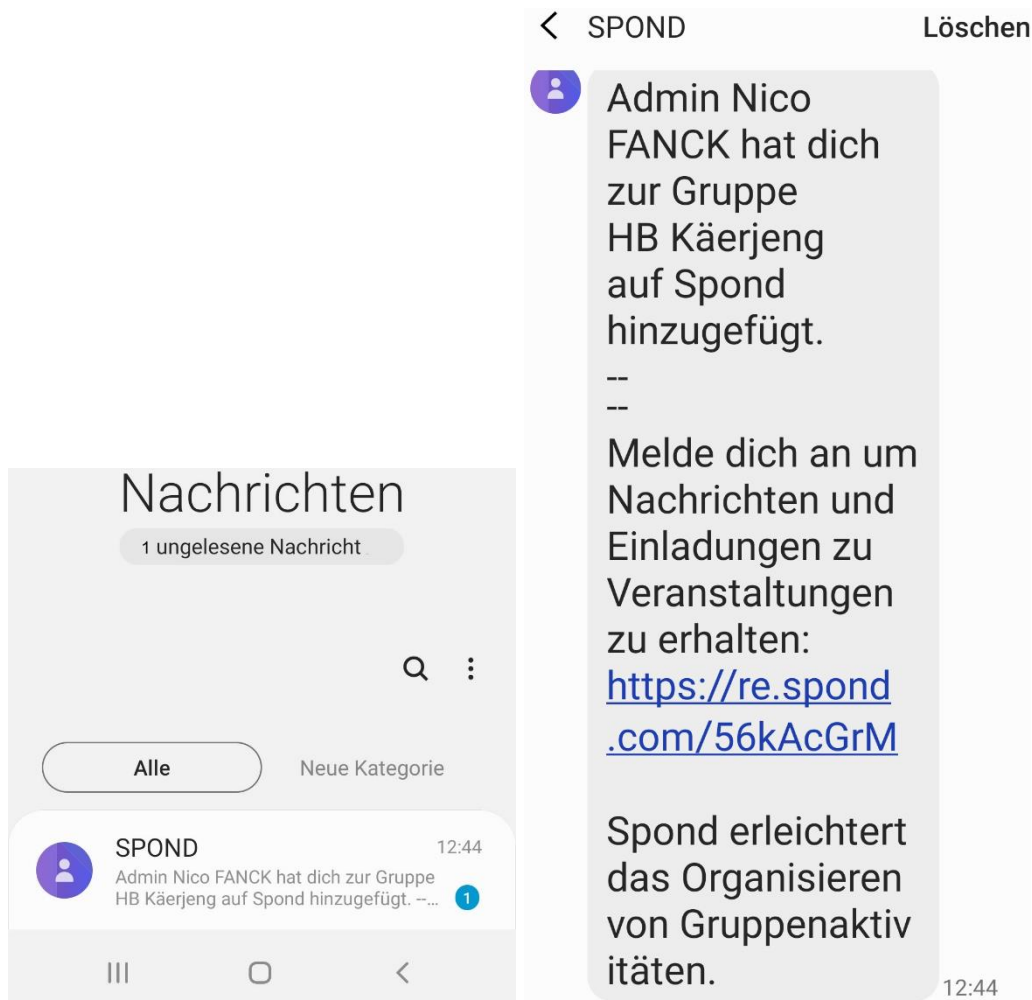 Nachrichten
1 ungelesene Nachricht
Alle
Neue Kategorie
SPOND
12:44
Admin Nico FANCK hat dich zur Gruppe
HB Käerjeng auf Spond hinzugefügt. --...
1
SPOND
Löschen
Admin Nico
FANCK hat dich
zur Gruppe
HB Käerjeng
auf Spond
hinzugefügt.
--
--
Melde dich an um
Nachrichten und
Einladungen zu
Veranstaltungen
zu erhalten:
https://re.spond
.com/56kAcGrM
Spond erleichtert
das Organisieren
von Gruppenaktiv
itäten.
12:44